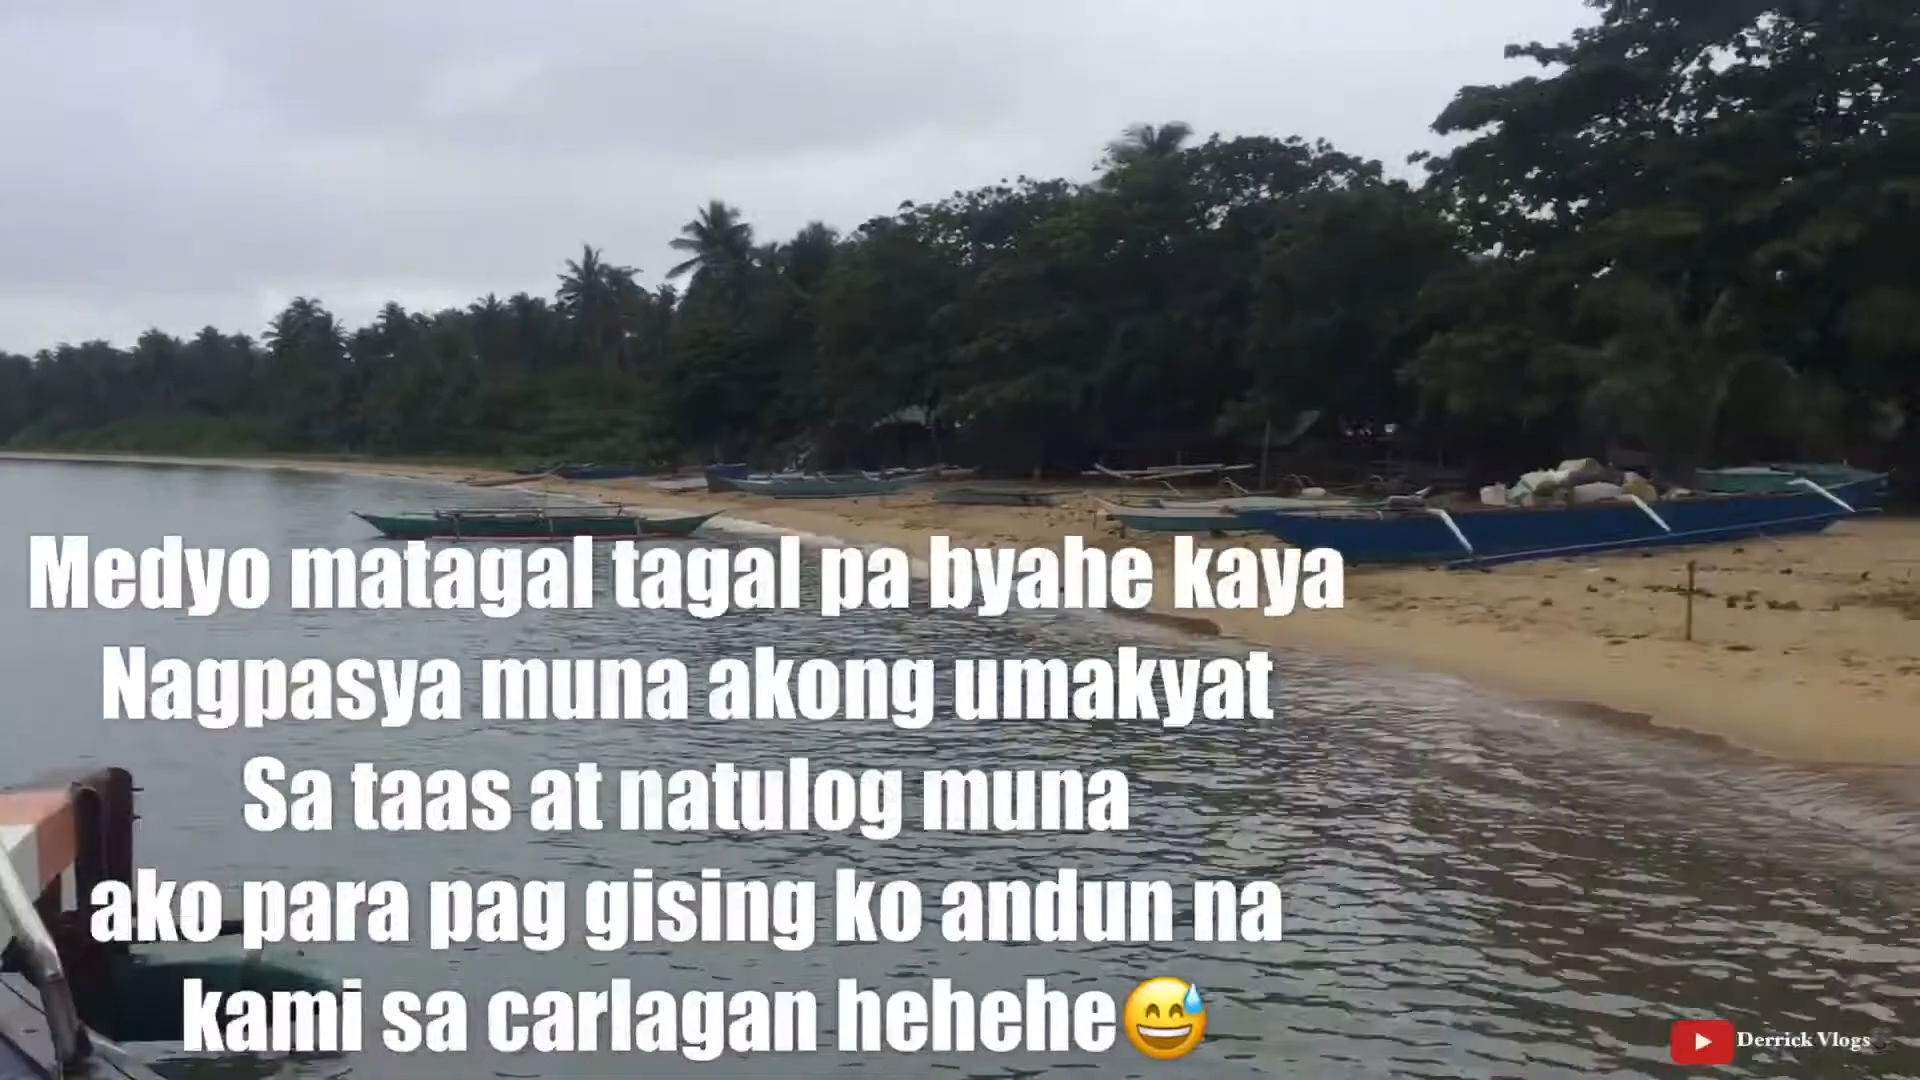 Medyo matagal tagal pa byahe kaya
Nagpasya muna akong umakyat
Sa taas at natulog muna
ako para pag gising ko andun na
kami sa carlagan hehehe😅
Derrick Vlogs